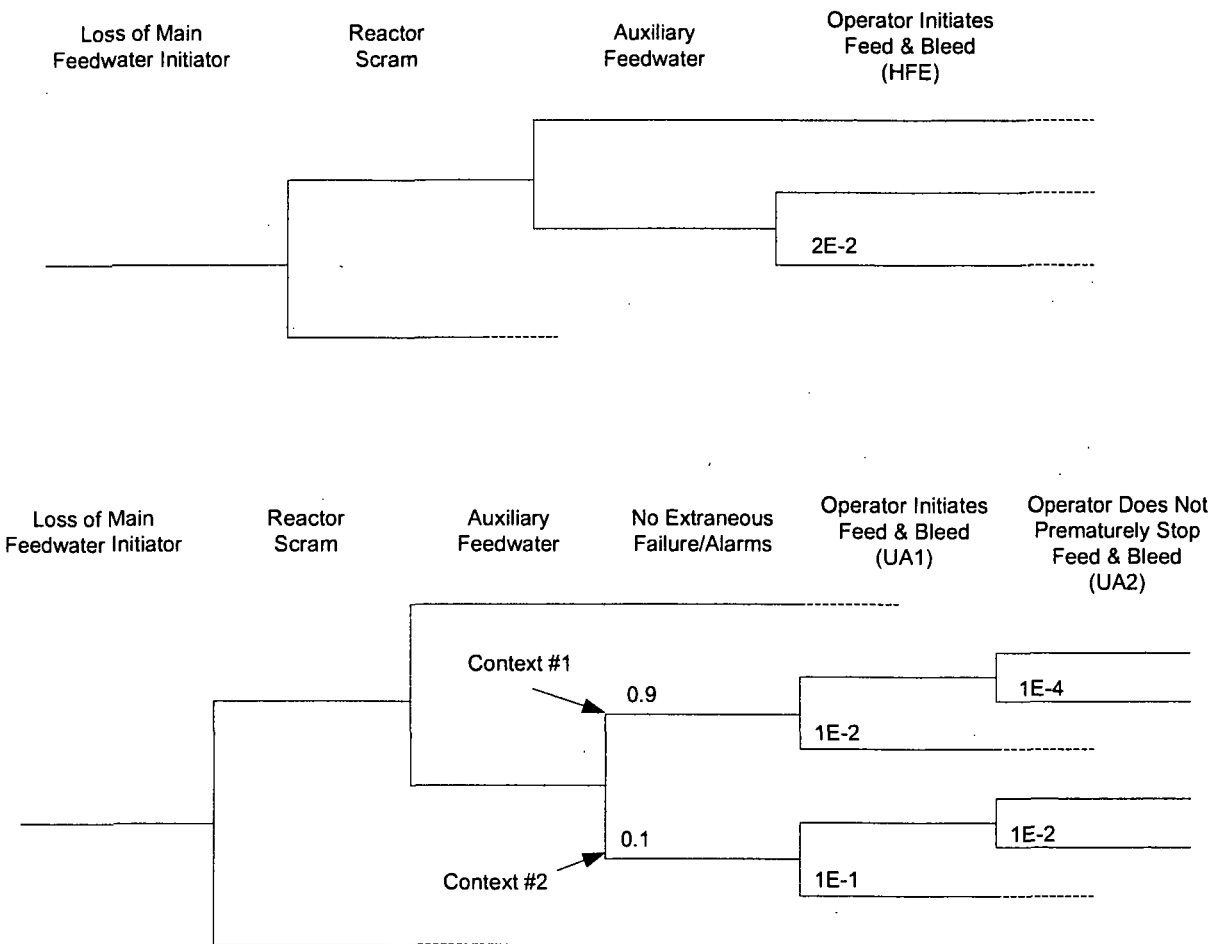 Loss of Main
Feedwater Initiator
Reactor
Scram
Auxiliary
Feedwater
Operator Initiates
Feed & Bleed
(HFE)
2E-2
Loss of Main
Feedwater Initiator
Reactor
Scram
Auxiliary
Feedwater
No Extraneous
Failure/Alarms
Operator Initiates
Feed & Bleed
(UA1)
Operator Does Not
Prematurely Stop
Feed & Bleed
(UA2)
Context #1
0.9
1E-4
1E-2
0.1
1E-2
Context #2
1E-1